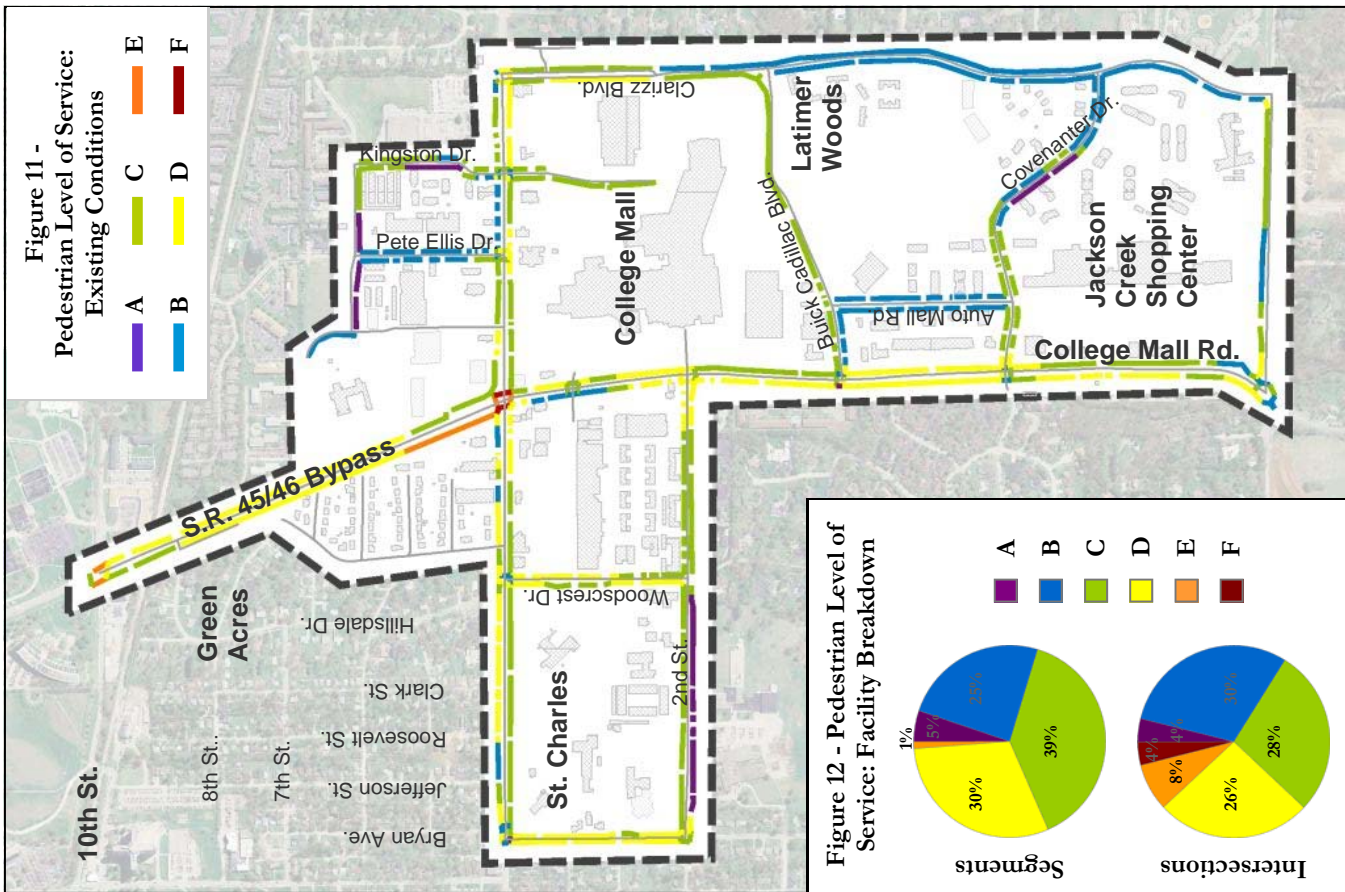 Figure 11 -
Pedestrian Level of Service:
Existing Conditions
A
C
E
B
D
F
Kingston Dr.
Pete Ellis Dr.
Clarizz Blvd.
College Mall
Latimer
Woods
Buick Cadillac Blvd.
Covenanter Dr.
Auto Mall Rd
Jackson
Creek
Shopping
Center
College Mall Rd.
S.R. 45/46 Bypass
10th St.
Green
Acres
8th St..
7th St.
Hillsdale Dr.
Clark St.
Roosevelt St.
Jefferson St.
Bryan Ave.
St. Charles
Woodscrest Dr.
2nd St.
Figure 12 - Pedestrian Level of
Service: Facility Breakdown
Segments
1%
5%
25%
39%
30%
Intersections
4%
4%
30%
28%
26%
8%
A
B
C
D
E
F